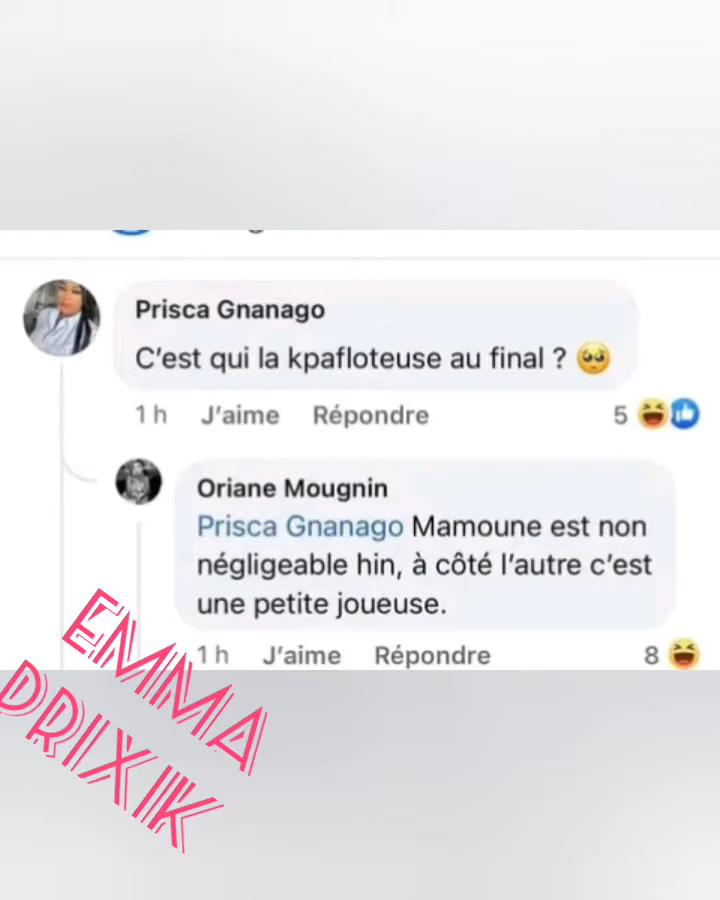 Prisca Gnanago
C'est qui la kpafloteuse au final ? 🥺
1 h J'aime Répondre 5
Oriane Mougnin
Prisca Gnanago Mamoune est non
négligeable hin, à côté l'autre c'est
une petite joueuse.
1 h J'aime Répondre 8
EMMA
DRIXIK